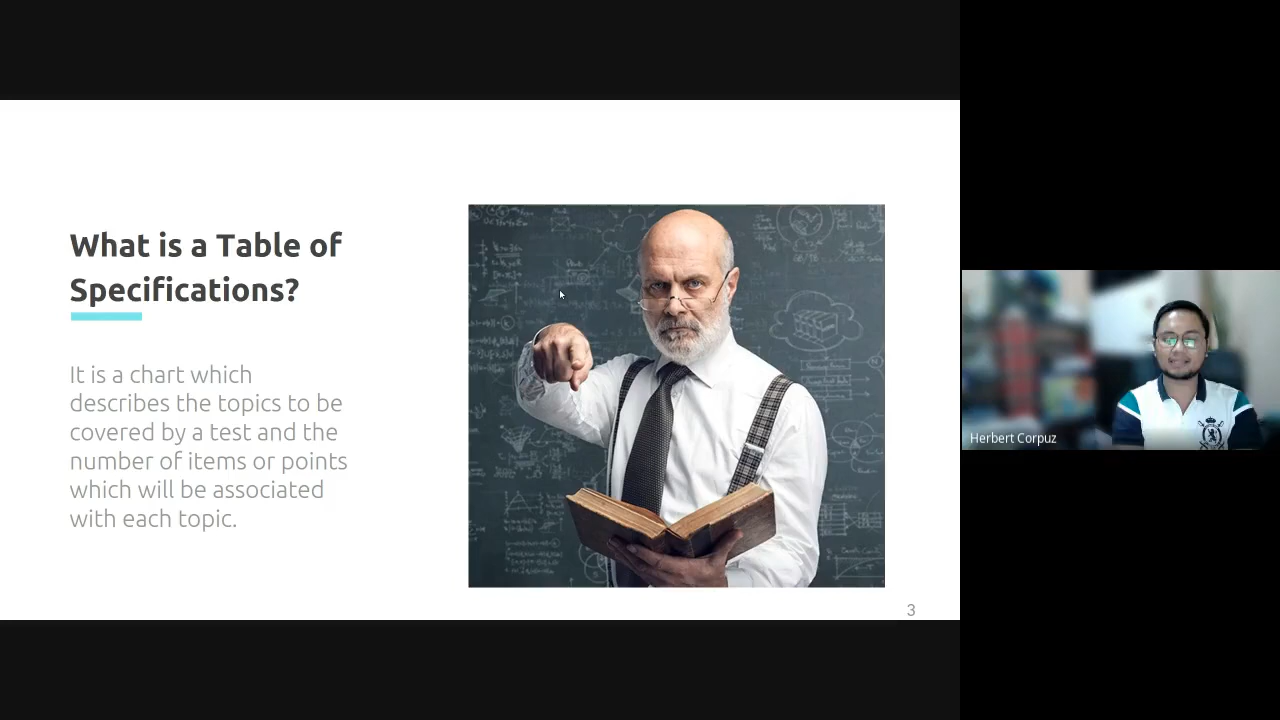 What is a Table of
Specifications?
It is a chart which
describes the topics to be
covered by a test and the
number of items or points
which will be associated
with each topic.
3
Herbert Corpuz